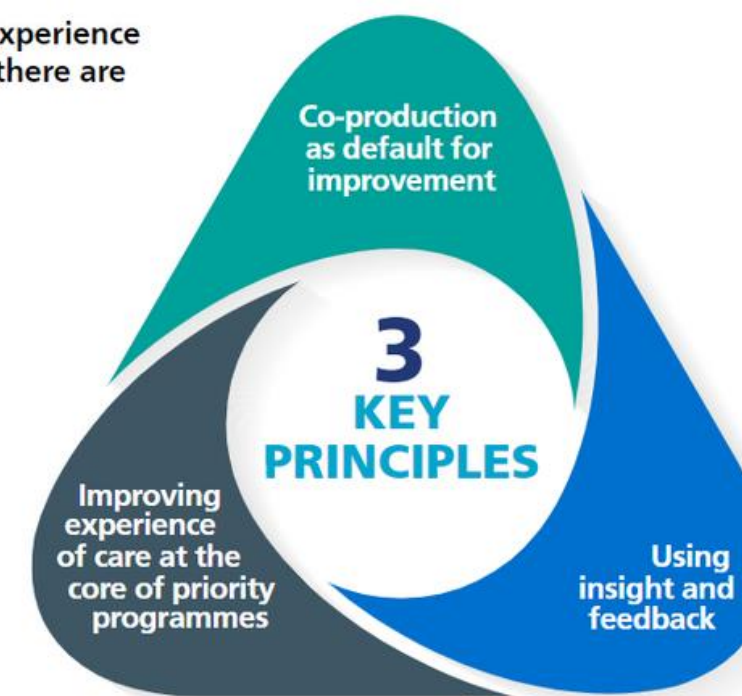 xperience
there are
Co-production
as default for
improvement
3
KEY
PRINCIPLES
Improving
experience
of care at the
core of priority
programmes
Using
insight and
feedback